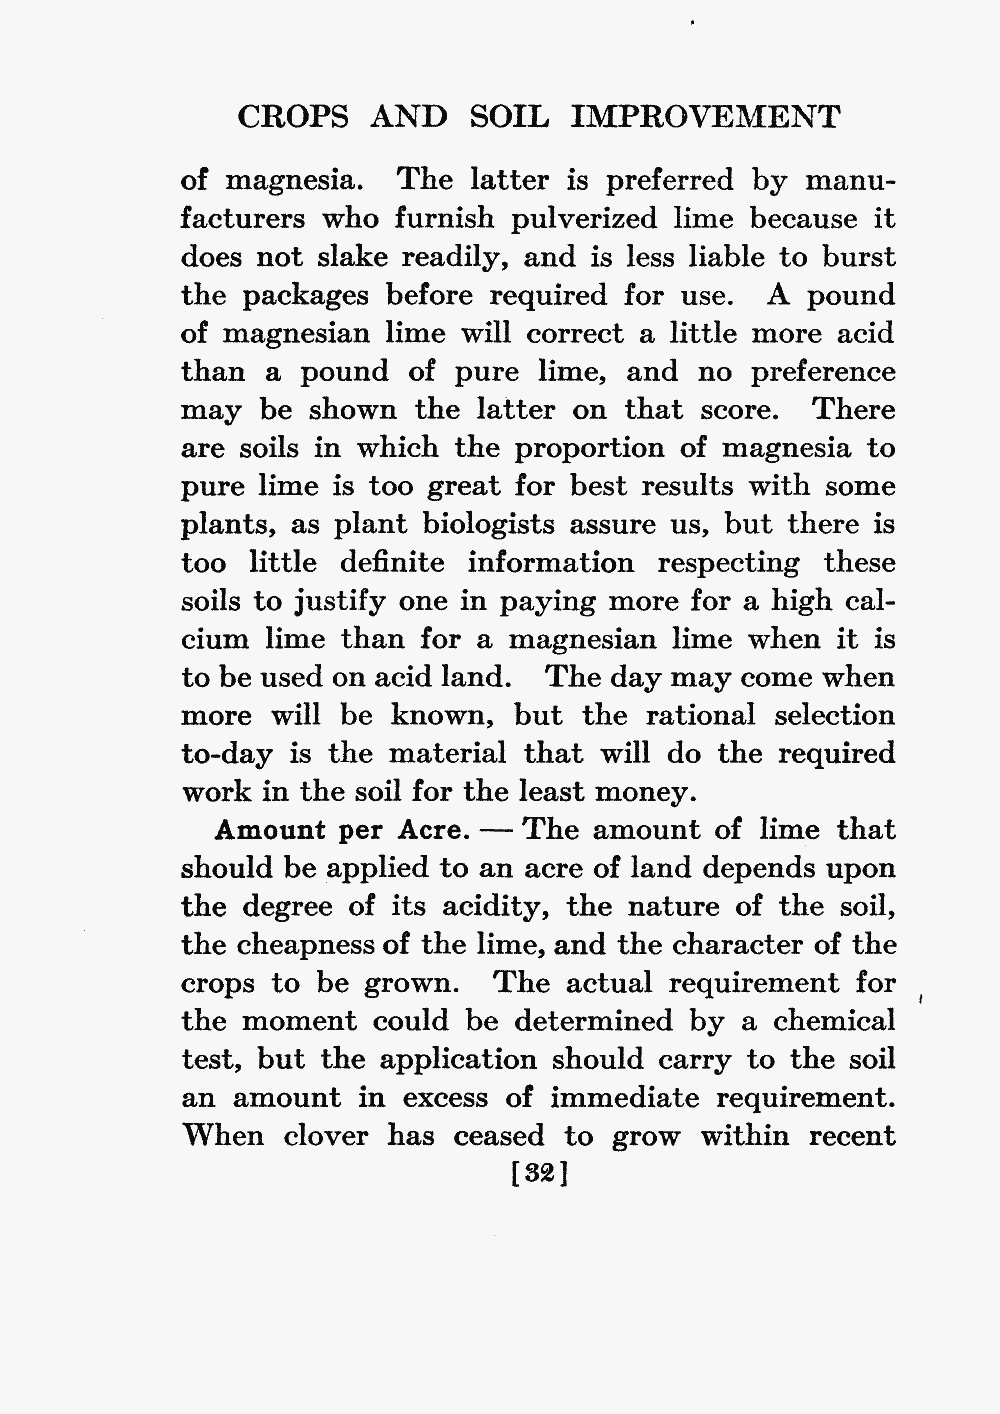 CROPS AND SOIL IMPROVEMENT
of magnesia. The latter is preferred by manu-
facturers who furnish pulverized lime because it
does not slake readily, and is less liable to burst
the packages before required for use. A pound
of magnesian lime will correct a little more acid
than a pound of pure lime, and no preference
may be shown the latter on that score. There
are soils in which the proportion of magnesia to
pure lime is too great for best results with some
plants, as plant biologists assure us, but there is
too little definite information respecting these
soils to justify one in paying more for a high cal-
cium lime than for a magnesian lime when it is
to be used on acid land. The day may come when
more will be known, but the rational selection
to-day is the material that will do the required
work in the soil for the least money.
Amount per Acre. — The amount of lime that
should be applied to an acre of land depends upon
the degree of its acidity, the nature of the soil,
the cheapness of the lime, and the character of the
crops to be grown. The actual requirement for
the moment could be determined by a chemical
test, but the application should carry to the soil
an amount in excess of immediate requirement.
When clover has ceased to grow within recent
[32]